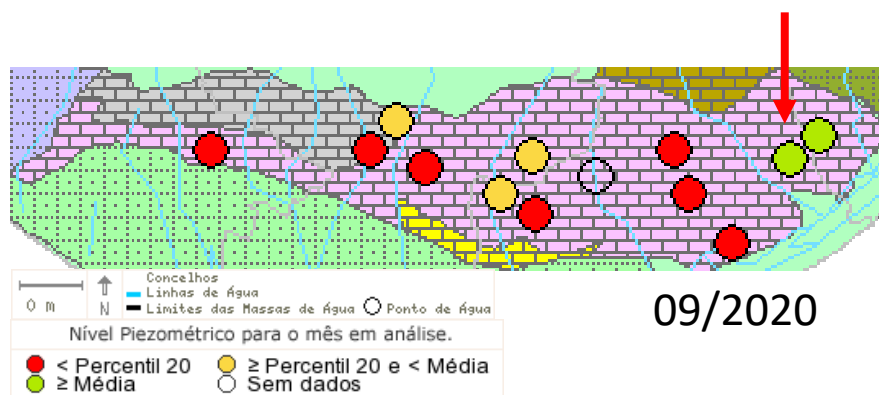 09/2020
Concelhos
Linhas de Água
Limites das Massas de Água Ponto de Água
0 m N
Nível Piezométrico para o mês em análise.
< Percentil 20 ≥ Percentil 20 e < Média
≥ Média Sem dados